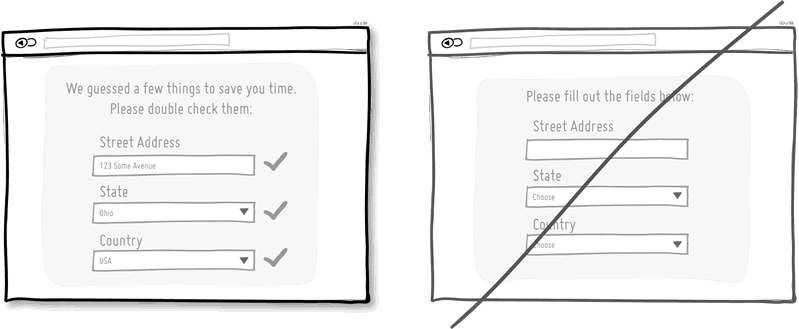 We guessed a few things to save you time.
Please double check them:
Street Address
123 Some Avenue
State
Ohio
Country
USA
Please fill out the fields below:
Street Address
State
Choose
Country
Choose